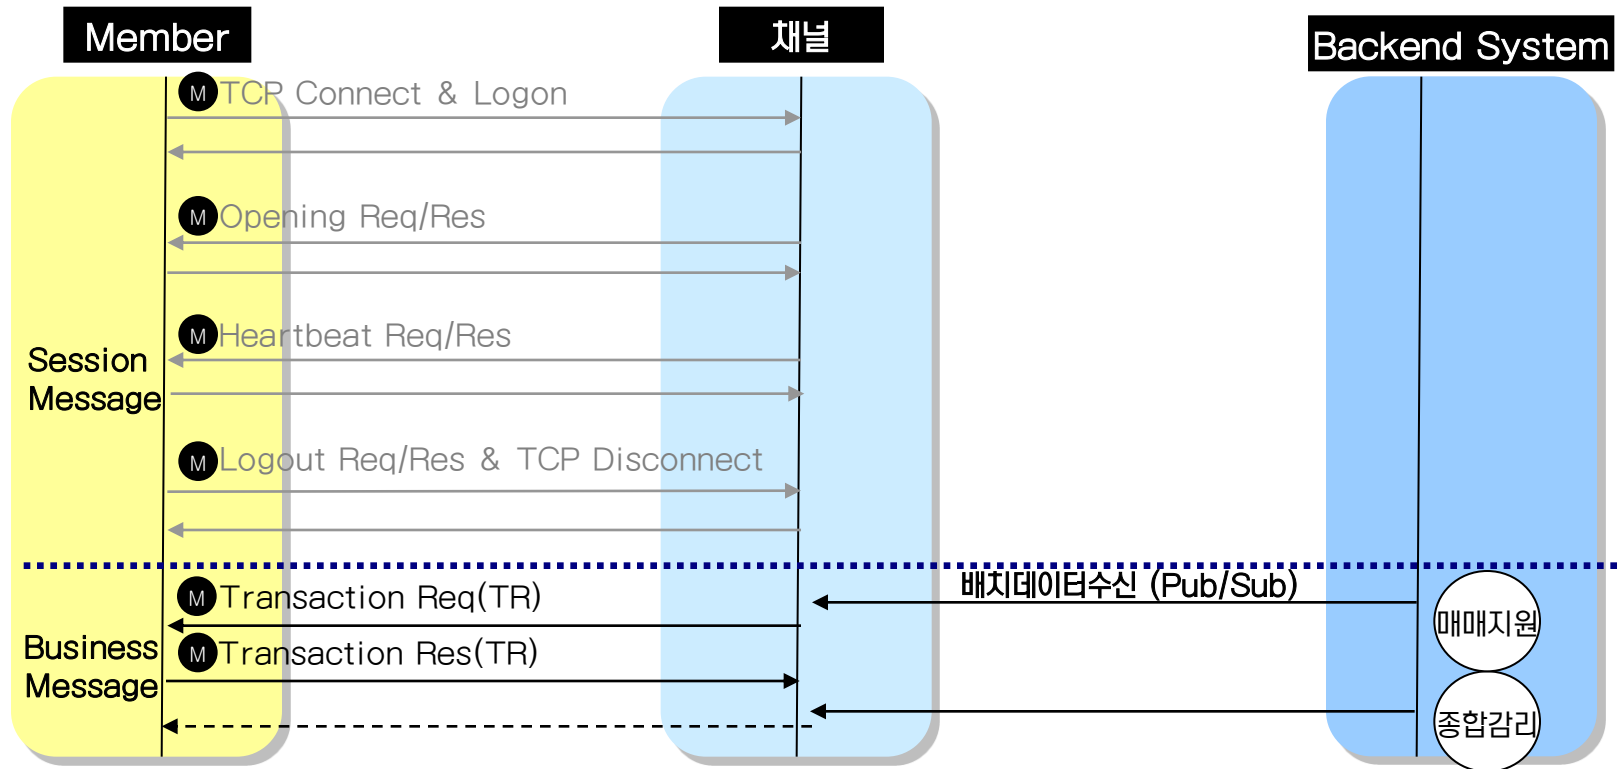 Member
채널
Backend System
M TCP Connect & Logon
M Opening Req/Res
M Heartbeat Req/Res
Session
Message
M Logout Req/Res & TCP Disconnect
배치데이터수신 (Pub/Sub)
M Transaction Req(TR)
매매지원
Business
Message
M Transaction Res(TR)
종합감리